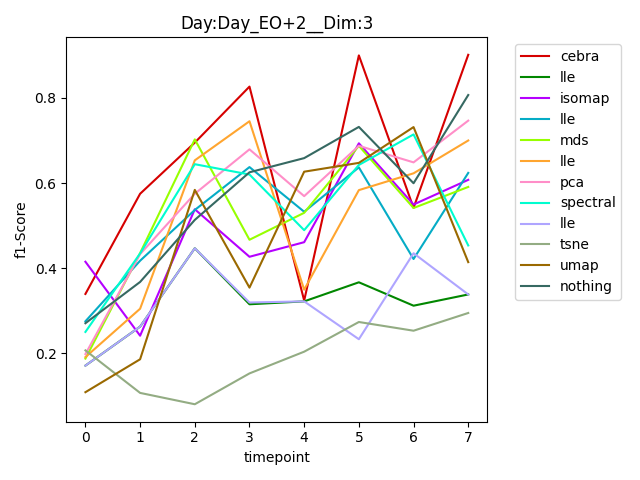 Day:Day_EO+2__Dim:3
f1-Score
0.8
0.6
0.4
0.2
0 1 2 3 4 5 6 7
timepoint
cebra
lle
isomap
lle
mds
lle
pca
spectral
lle
tsne
umap
nothing